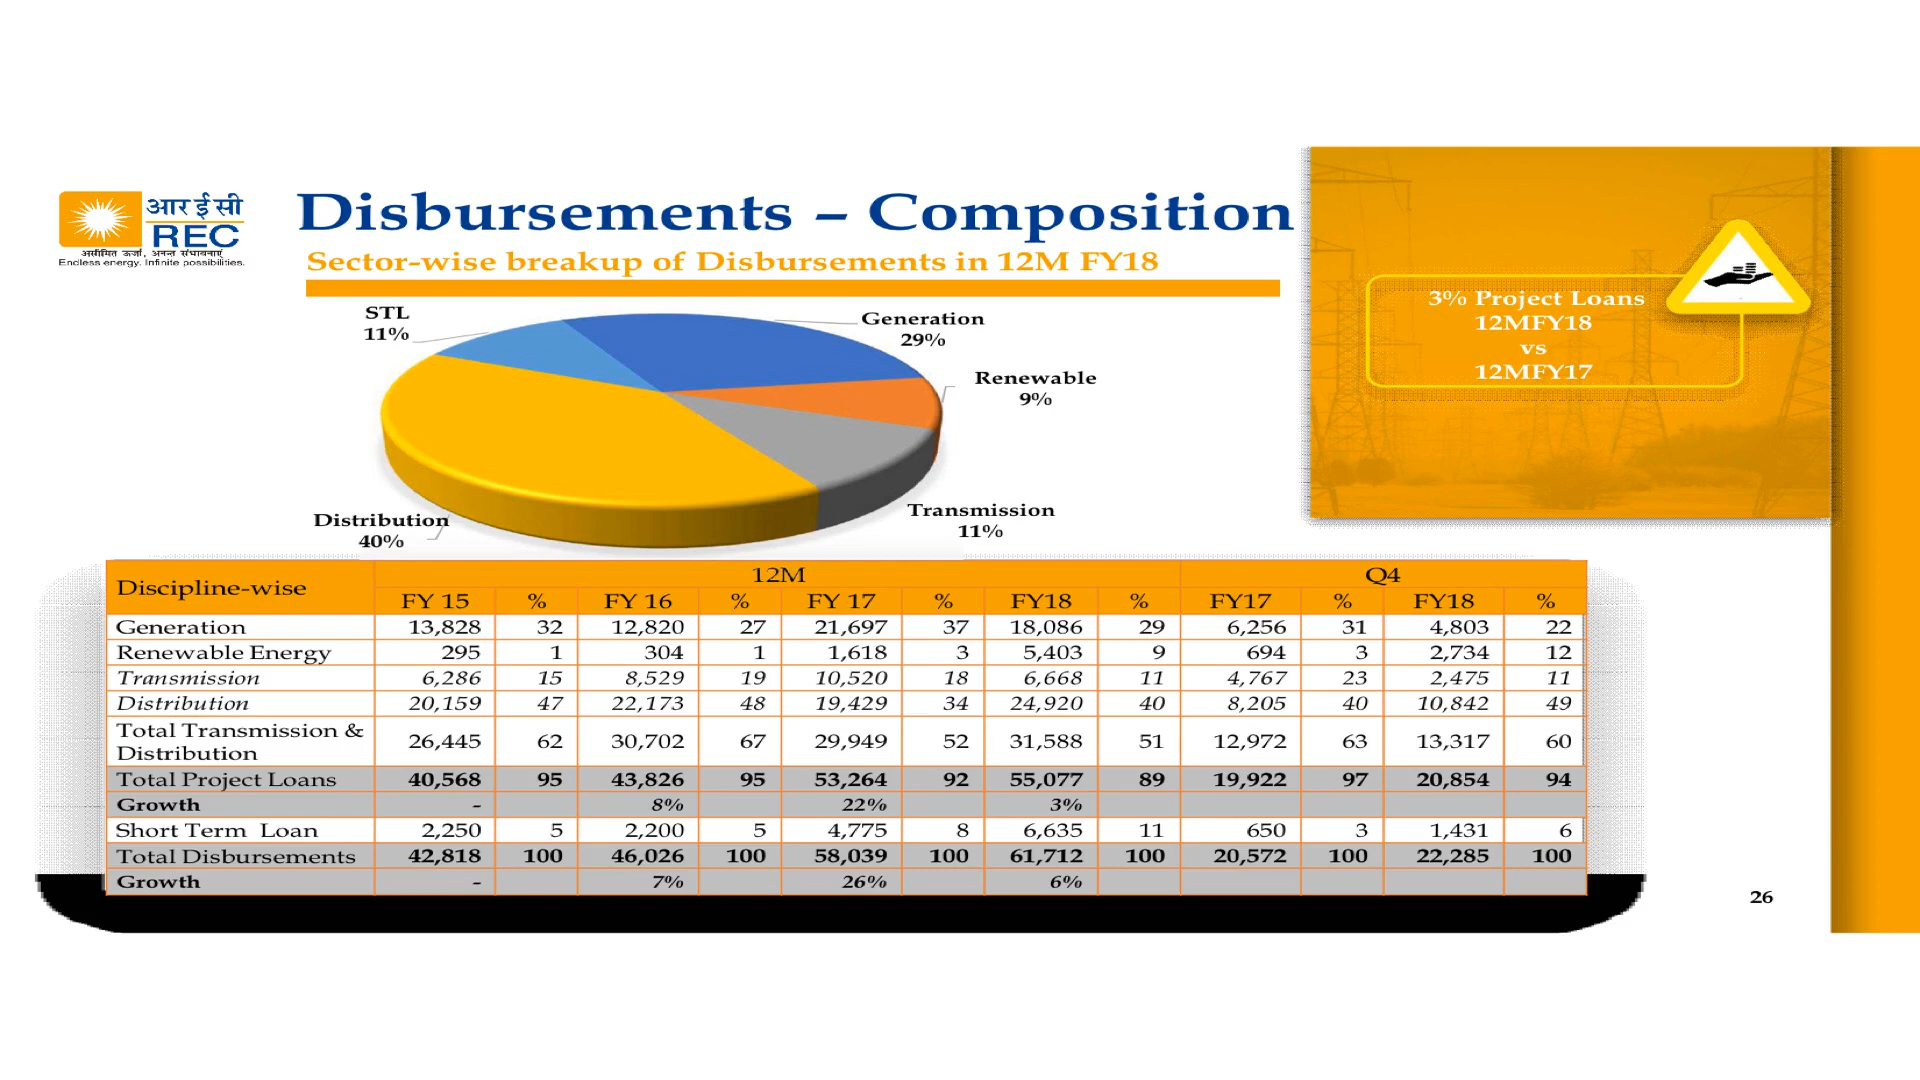 आर ई सी
REC
असीमित ऊर्जा, अनन्त संभावनाएं
Endless energy. Infinite possibilities.
Disbursements – Composition
Sector-wise breakup of Disbursements in 12M FY18
3% Project Loans
12MFY18
vs
12MFY17
STL
11%
Generation
29%
Renewable
9%
Transmission
11%
Distribution
40%
Discipline-wise 12M Q4
FY 15 % FY 16 % FY 17 % FY18 % FY17 % FY18 %
Generation 13,828 32 12,820 27 21,697 37 18,086 29 6,256 31 4,803 22
Renewable Energy 295 1 304 1 1,618 3 5,403 9 694 3 2,734 12
Transmission 6,286 15 8,529 19 10,520 18 6,668 11 4,767 23 2,475 11
Distribution 20,159 47 22,173 48 19,429 34 24,920 40 8,205 40 10,842 49
Total Transmission &
Distribution 26,445 62 30,702 67 29,949 52 31,588 51 12,972 63 13,317 60
Total Project Loans 40,568 95 43,826 95 53,264 92 55,077 89 19,922 97 20,854 94
Growth - 8% 22% 3%
Short Term Loan 2,250 5 2,200 5 4,775 8 6,635 11 650 3 1,431 6
Total Disbursements 42,818 100 46,026 100 58,039 100 61,712 100 20,572 100 22,285 100
Growth - 7% 26% 6%
26